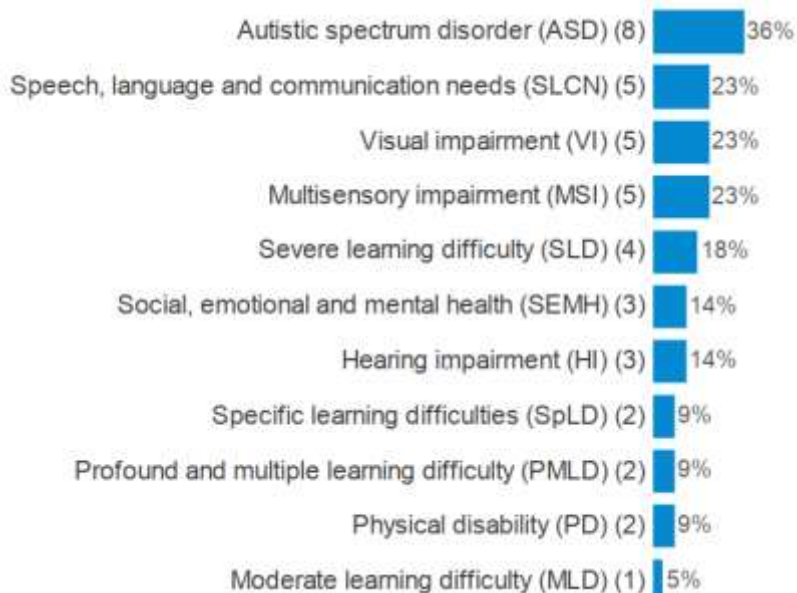 Autistic spectrum disorder (ASD) (8) 36%
Speech, language and communication needs (SLCN) (5) 23%
Visual impairment (VI) (5) 23%
Multisensory impairment (MSI) (5) 23%
Severe learning difficulty (SLD) (4) 18%
Social, emotional and mental health (SEMH) (3) 14%
Hearing impairment (HI) (3) 14%
Specific learning difficulties (SpLD) (2) 9%
Profound and multiple learning difficulty (PMLD) (2) 9%
Physical disability (PD) (2) 9%
Moderate learning difficulty (MLD) (1) 5%